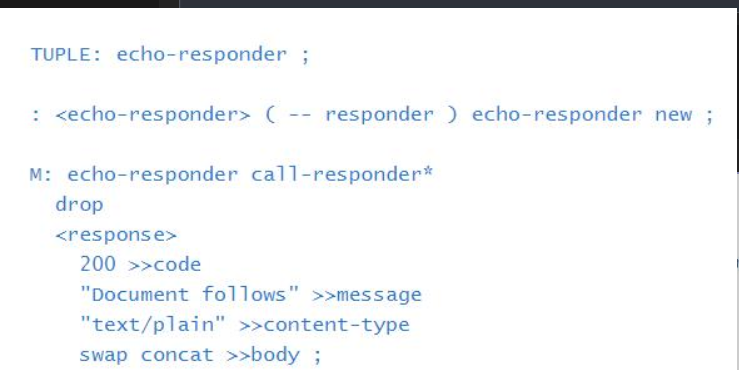 TUPLE: echo-responder ;
: <echo-responder> ( -- responder ) echo-responder new ;
M: echo-responder call-responder*
drop
<response>
200 >>code
"Document follows" >>message
"text/plain" >>content-type
swap concat >>body ;